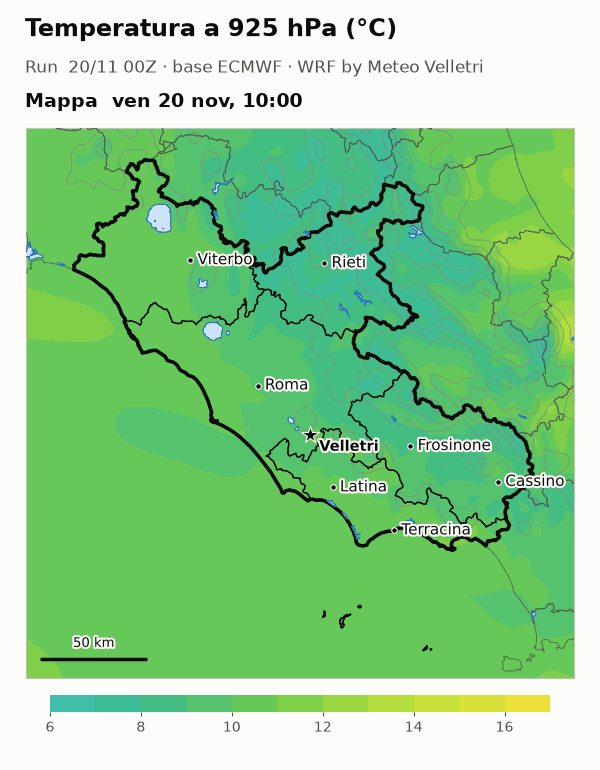 Temperatura a 925 hPa (°C)
Run  20/11 00Z · base ECMWF · WRF by Meteo Velletri
Mappa  ven 20 nov, 10:00
Viterbo
Rieti
Roma
Velletri
Frosinone
Cassino
Latina
Terracina
50 km
6 8 10 12 14 16